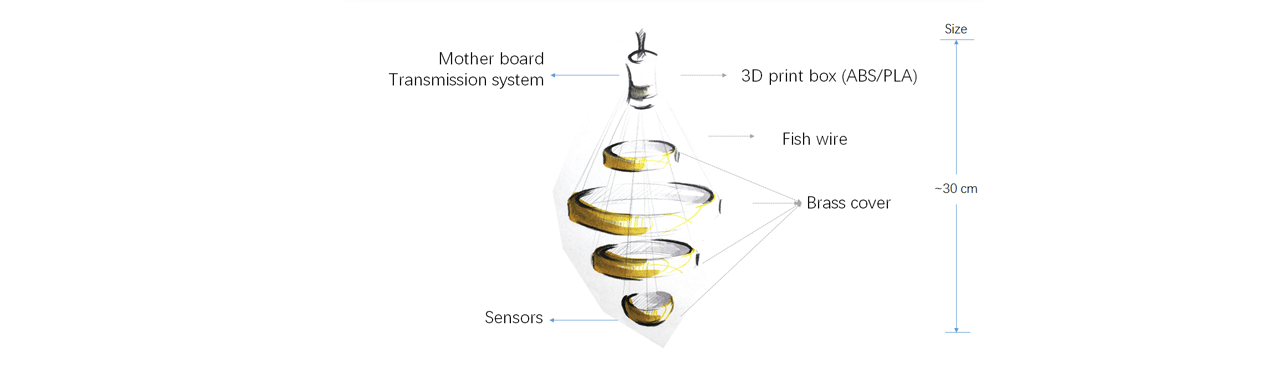 Size
Mother board
Transmission system
3D print box (ABS/PLA)
Fish wire
~30 cm
Brass cover
Sensors